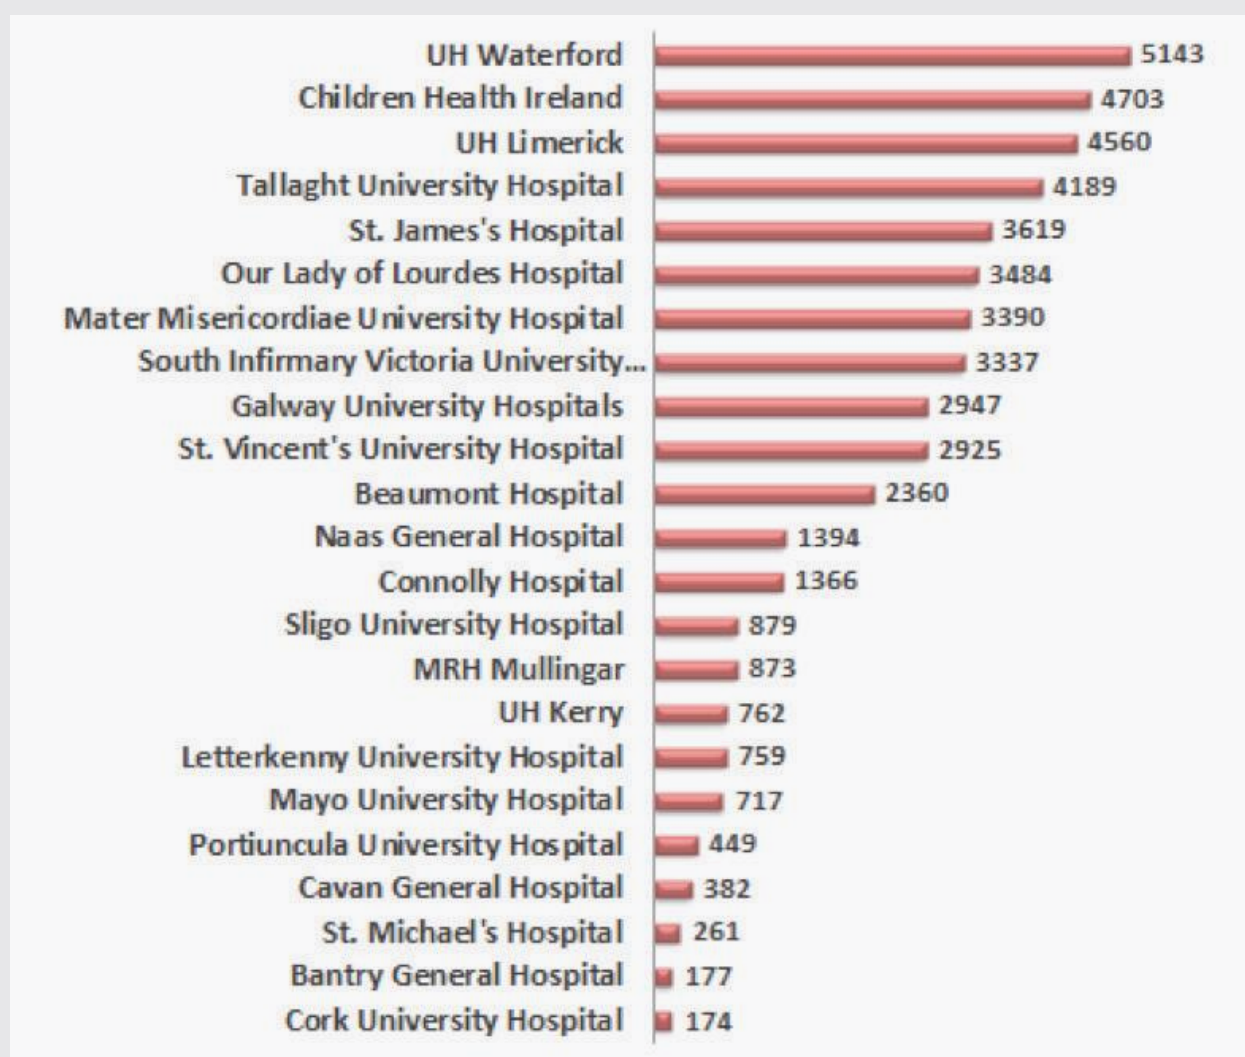 UH Waterford 5143
Children Health Ireland 4703
UH Limerick 4560
Tallaght University Hospital 4189
St. James's Hospital 3619
Our Lady of Lourdes Hospital 3484
Mater Misericordiae University Hospital 3390
South Infirmary Victoria University... 3337
Galway University Hospitals 2947
St. Vincent's University Hospital 2925
Beaumont Hospital 2360
Naas General Hospital 1394
Connolly Hospital 1366
Sligo University Hospital 879
MRH Mullingar 873
UH Kerry 762
Letterkenny University Hospital 759
Mayo University Hospital 717
Portiuncula University Hospital 449
Cavan General Hospital 382
St. Michael's Hospital 261
Bantry General Hospital 177
Cork University Hospital 174